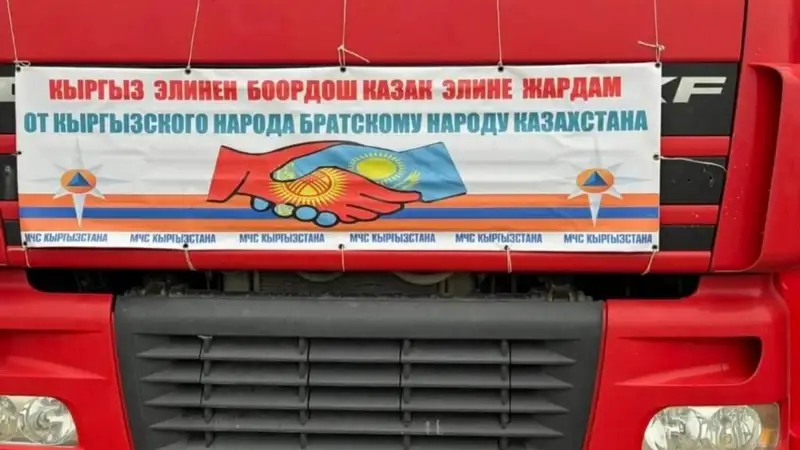 КЫРГЫЗ ЭЛИНЕН БООРДОШ КАЗАК ЭЛИНЕ ЖАРДАМ
ОТ КЫРГЫЗСКОГО НАРОДА БРАТСКОМУ НАРОДУ КАЗАХСТАНА
МЧС КЫРГЫЗСТАНА МЧС КЫРГЫЗСТАНА МЧС КЫРГЫЗСТАНА МЧС КЫРГЫЗСТАНА МЧС КЫРГЫЗСТАНА МЧС КЫРГЫЗСТАНА
XF